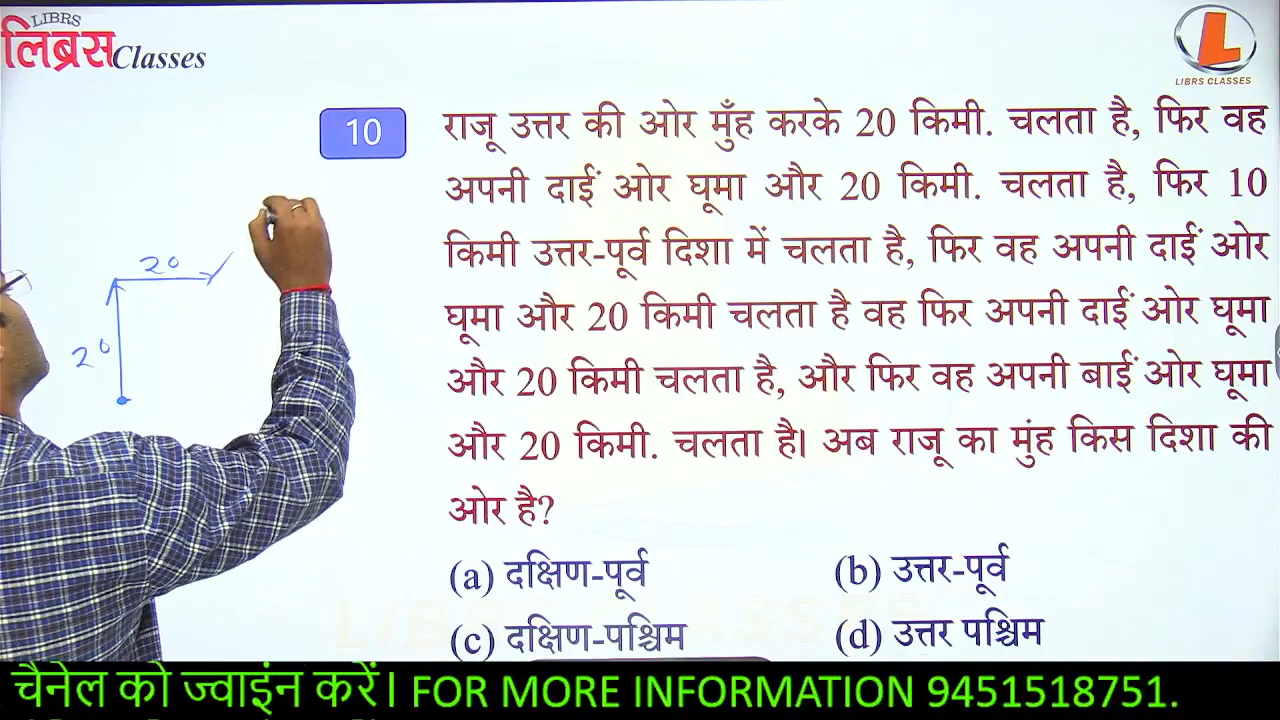 LIBRS
लिब्रस Classes
L
LIBRS CLASSES
10
राजू उत्तर की ओर मुँह करके 20 किमी. चलता है, फिर वह
अपनी दाईं ओर घूमा और 20 किमी. चलता है, फिर 10
किमी उत्तर-पूर्व दिशा में चलता है, फिर वह अपनी दाईं ओर
घूमा और 20 किमी चलता है वह फिर अपनी दाईं ओर घूमा
और 20 किमी चलता है, और फिर वह अपनी बाईं ओर घूमा
और 20 किमी. चलता है। अब राजू का मुंह किस दिशा की
ओर है?
(a) दक्षिण-पूर्व
(b) उत्तर-पूर्व
(c) दक्षिण-पश्चिम
(d) उत्तर पश्चिम
20
20
चैनेल को ज्वाइंन करें। FOR MORE INFORMATION 9451518751.